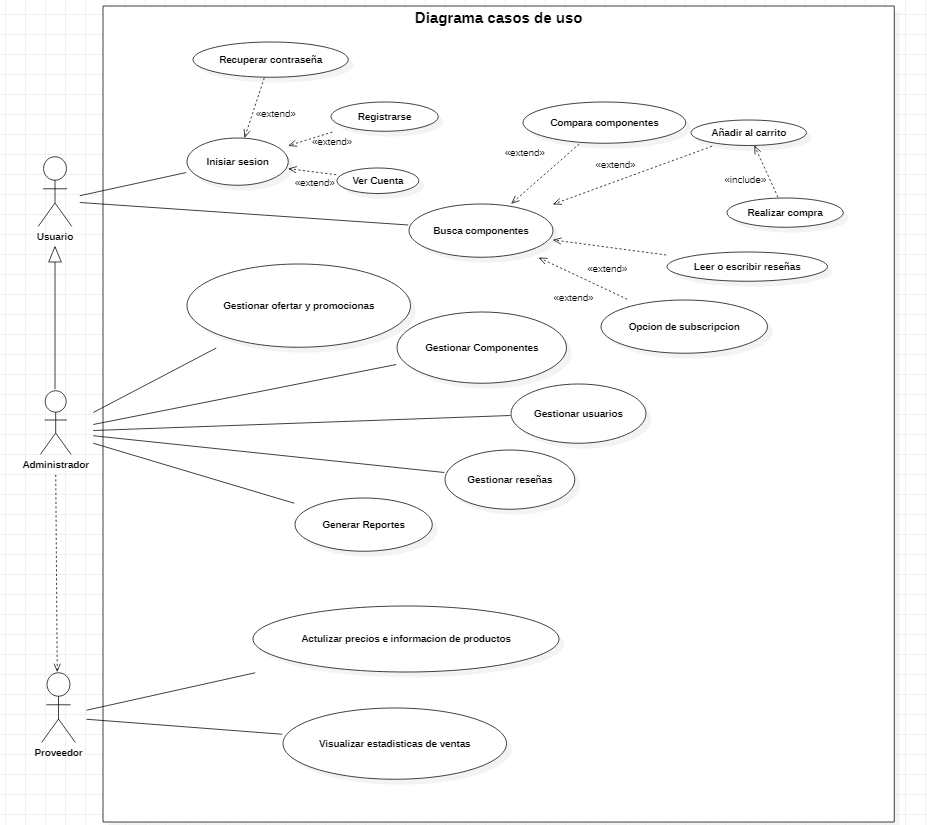 Diagrama casos de uso
Recuperar contraseña
«extend»
Registrarse
«extend»
Inisiar sesion
Ver Cuenta
«extend»
Compara componentes
«extend»
Añadir al carrito
«extend»
«include»
Realizar compra
Usuario
Busca componentes
Leer o escribir reseñas
«extend»
«extend»
Opcion de subscripcion
Gestionar ofertar y promocionas
Gestionar Componentes
Gestionar usuarios
Administrador
Gestionar reseñas
Generar Reportes
Actulizar precios e informacion de productos
Proveedor
Visualizar estadisticas de ventas